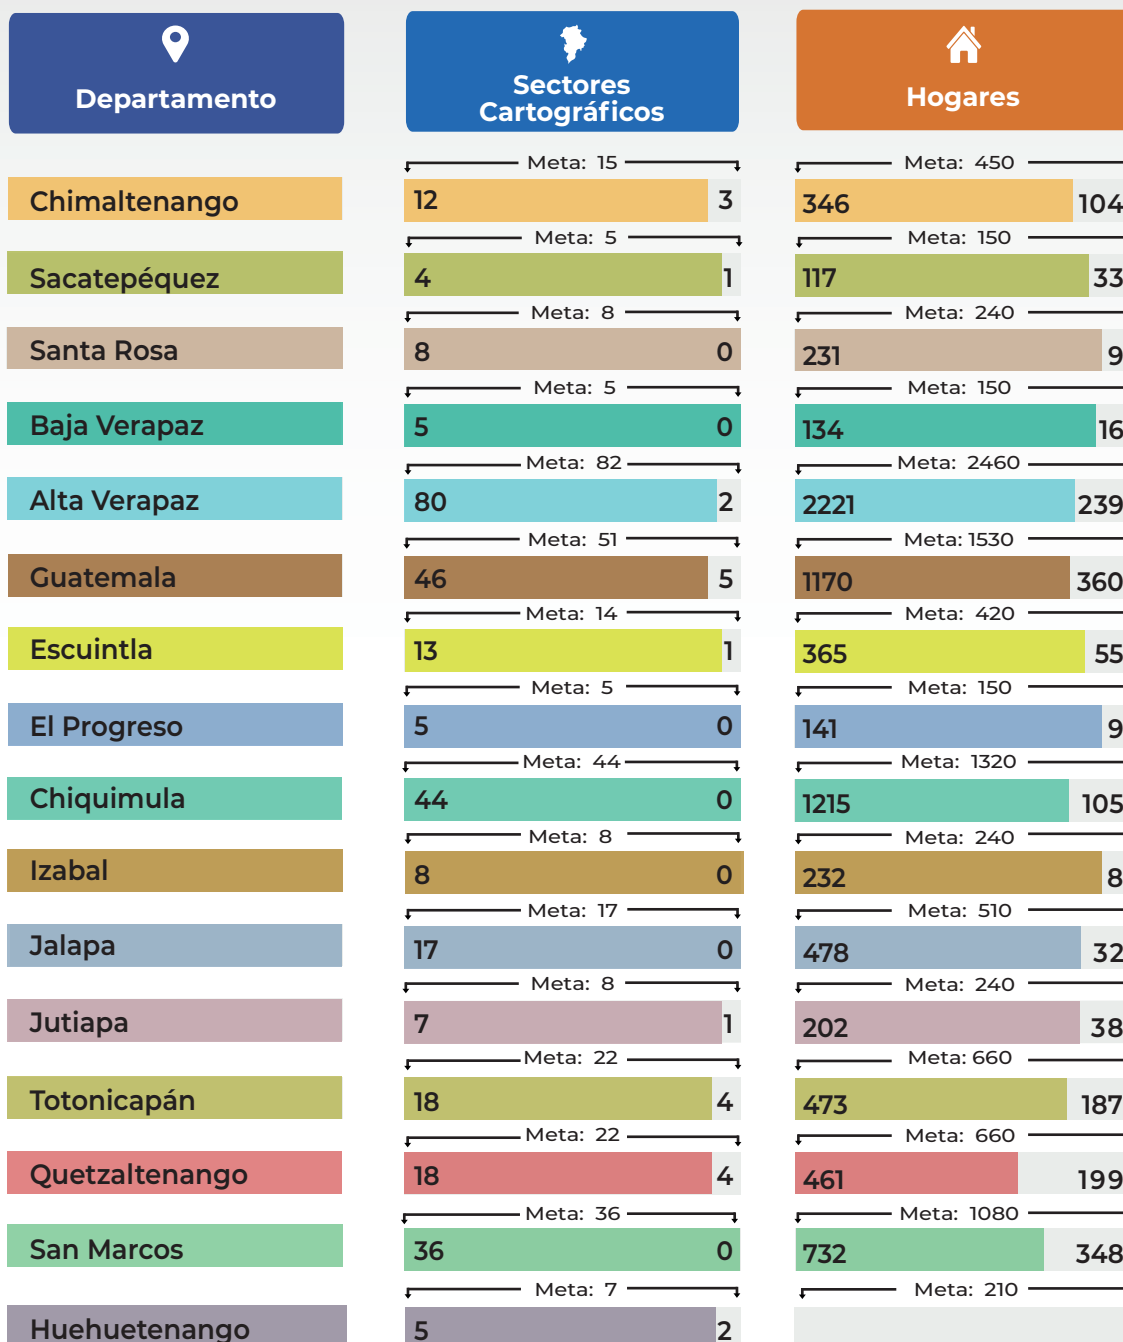 Departamento
Sectores
Cartográficos
Hogares
Meta: 15
Meta: 450
Chimaltenango
12
3
346
104
Meta: 5
Meta: 150
Sacatepéquez
4
1
117
33
Meta: 8
Meta: 240
Santa Rosa
8
0
231
9
Meta: 5
Meta: 150
Baja Verapaz
5
0
134
16
Meta: 82
Meta: 2460
Alta Verapaz
80
2
2221
239
Meta: 51
Meta: 1530
Guatemala
46
5
1170
360
Meta: 14
Meta: 420
Escuintla
13
1
365
55
Meta: 5
Meta: 150
El Progreso
5
0
141
9
Meta: 44
Meta: 1320
Chiquimula
44
0
1215
105
Meta: 8
Meta: 240
Izabal
8
0
232
8
Meta: 17
Meta: 510
Jalapa
17
0
478
32
Meta: 8
Meta: 240
Jutiapa
7
1
202
38
Meta: 22
Meta: 660
Totonicapán
18
4
473
187
Meta: 22
Meta: 660
Quetzaltenango
18
4
461
199
Meta: 36
Meta: 1080
San Marcos
36
0
732
348
Meta: 7
Meta: 210
Huehuetenango
5
2